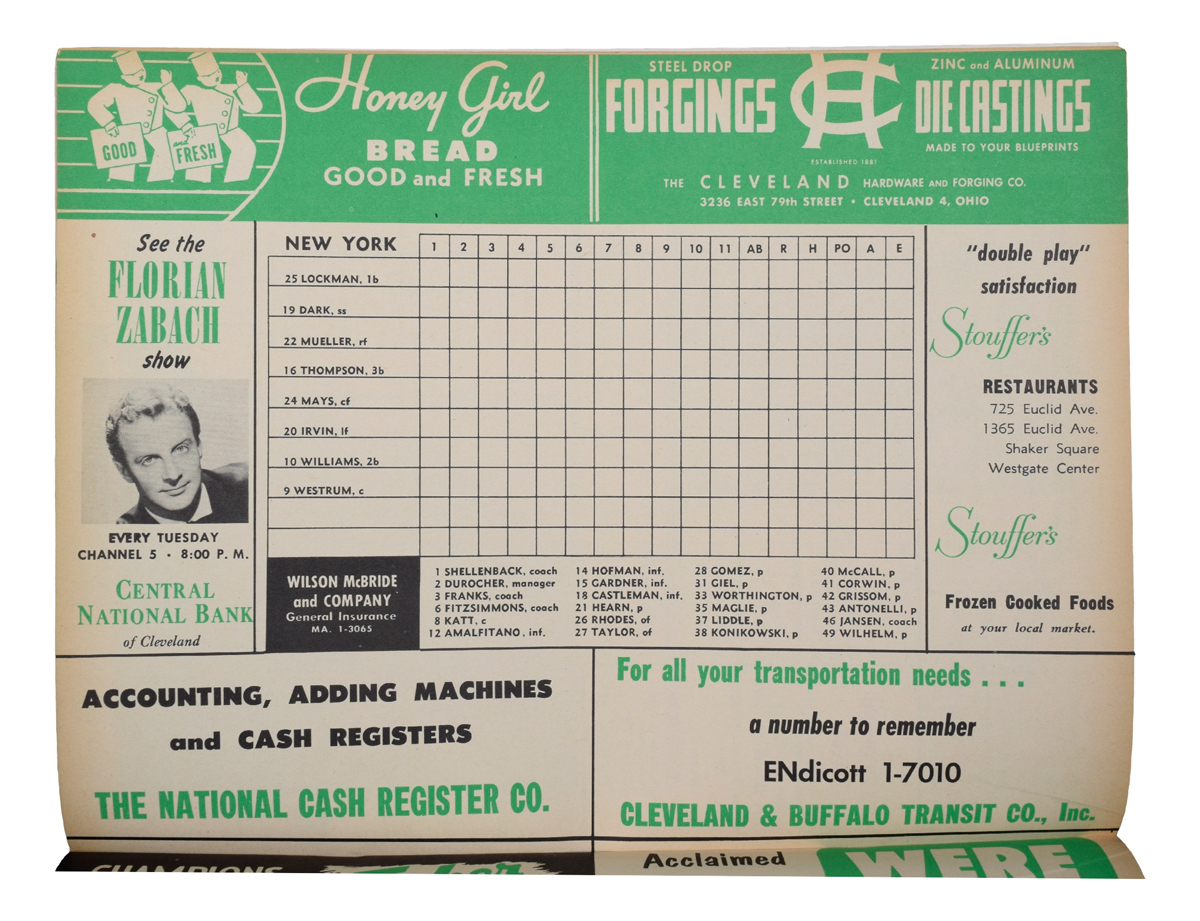 GOOD
and
FRESH
Honey Girl
BREAD
GOOD and FRESH
STEEL DROP
FORGINGS
HC
ESTABLISHED 1881
ZINC and ALUMINUM
DIE CASTINGS
MADE TO YOUR BLUEPRINTS
THE CLEVELAND HARDWARE AND FORGING CO.
3236 EAST 79th STREET • CLEVELAND 4, OHIO
See the
FLORIAN
ZABACH
show
EVERY TUESDAY
CHANNEL 5 • 8:00 P. M.
CENTRAL
NATIONAL BANK
of Cleveland
NEW YORK 1 2 3 4 5 6 7 8 9 10 11 AB R H PO A E
25 LOCKMAN, 1b
19 DARK, ss
22 MUELLER, rf
16 THOMPSON, 3b
24 MAYS, cf
20 IRVIN, lf
10 WILLIAMS, 2b
9 WESTRUM, c
WILSON McBRIDE
and COMPANY
General Insurance
MA. 1-3065
1 SHELLENBACK, coach
2 DUROCHER, manager
3 FRANKS, coach
6 FITZSIMMONS, coach
8 KATT, c
12 AMALFITANO, inf.
14 HOFMAN, inf.
15 GARDNER, inf.
18 CASTLEMAN, inf.
21 HEARN, p
26 RHODES, of
27 TAYLOR, of
28 GOMEZ, p
31 GIEL, p
33 WORTHINGTON, p
35 MAGLIE, p
37 LIDDLE, p
38 KONIKOWSKI, p
40 McCALL, p
41 CORWIN, p
42 GRISSOM, p
43 ANTONELLI, p
46 JANSEN, coach
49 WILHELM, p
"double play"
satisfaction
Stouffer's
RESTAURANTS
725 Euclid Ave.
1365 Euclid Ave.
Shaker Square
Westgate Center
Stouffer's
Frozen Cooked Foods
at your local market.
ACCOUNTING, ADDING MACHINES
and CASH REGISTERS
THE NATIONAL CASH REGISTER CO.
For all your transportation needs . . .
a number to remember
ENdicott 1-7010
CLEVELAND & BUFFALO TRANSIT CO., Inc.
CHAMPIONS
Acclaimed
WERE